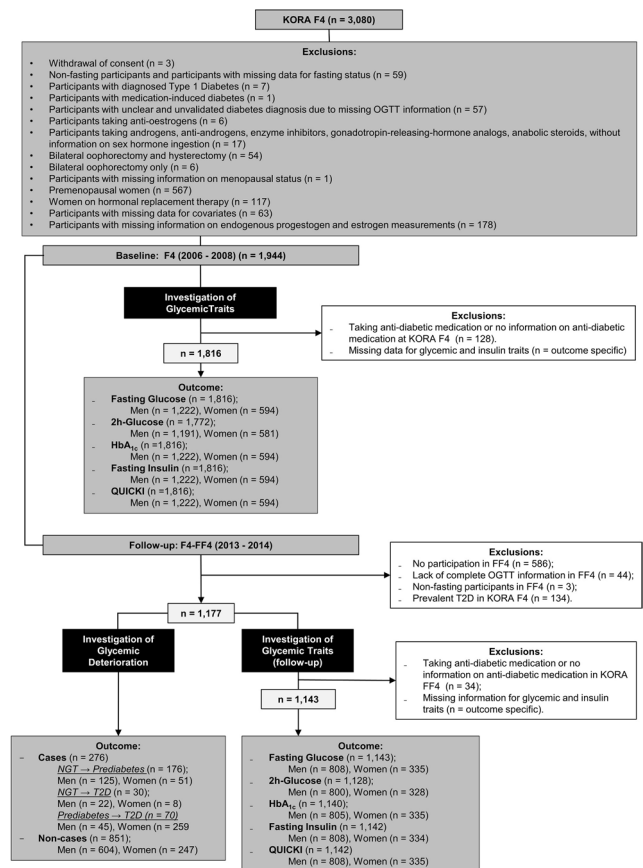 KORA F4 (n = 3,080)
Exclusions:
• Withdrawal of consent (n = 3)
• Non-fasting participants and participants with missing data for fasting status (n = 59)
• Participants with diagnosed Type 1 Diabetes (n = 7)
• Participants with medication-induced diabetes (n = 1)
• Participants with unclear and unvalidated diabetes diagnosis due to missing OGTT information (n = 57)
• Participants taking anti-oestrogens (n = 6)
• Participants taking androgens, anti-androgens, enzyme inhibitors, gonadotropin-releasing-hormone analogs, anabolic steroids, without
information on sex hormone ingestion (n = 17)
• Bilateral oophorectomy and hysterectomy (n = 54)
• Bilateral oophorectomy only (n = 6)
• Participants with missing information on menopausal status (n = 1)
• Premenopausal women (n = 567)
• Women on hormonal replacement therapy (n = 117)
• Participants with missing data for covariates (n = 63)
• Participants with missing information on endogenous progestogen and estrogen measurements (n = 178)
Baseline: F4 (2006 - 2008) (n = 1,944)
Investigation of
GlycemicTraits
Exclusions:
- Taking anti-diabetic medication or no information on anti-diabetic
medication at KORA F4 (n = 128).
- Missing data for glycemic and insulin traits (n = outcome specific)
n = 1,816
Outcome:
- Fasting Glucose (n = 1,816);
Men (n = 1,222), Women (n = 594)
- 2h-Glucose (n = 1,772);
Men (n = 1,191), Women (n = 581)
- HbA1c (n =1,816);
Men (n = 1,222), Women (n = 594)
- Fasting Insulin (n =1,816);
Men (n = 1,222), Women (n = 594)
- QUICKI (n =1,816);
Men (n = 1,222), Women (n = 594)
Follow-up: F4-FF4 (2013 - 2014)
Exclusions:
- No participation in FF4 (n = 586);
- Lack of complete OGTT information in FF4 (n = 44);
- Non-fasting participants in FF4 (n = 3);
- Prevalent T2D in KORA F4 (n = 134).
n = 1,177
Investigation of
Glycemic
Deterioration
Investigation of
Glycemic Traits
(follow-up)
Exclusions:
- Taking anti-diabetic medication or no
information on anti-diabetic medication in KORA
FF4 (n = 34);
- Missing information for glycemic and insulin
traits (n = outcome specific).
n = 1,143
Outcome:
- Cases (n = 276)
NGT → Prediabetes (n = 176);
Men (n = 125), Women (n = 51)
NGT → T2D (n = 30);
Men (n = 22), Women (n = 8)
Prediabetes → T2D (n = 70)
Men (n = 45), Women (n = 259
- Non-cases (n = 851);
Men (n = 604), Women (n = 247)
Outcome:
- Fasting Glucose (n = 1,143);
Men (n = 808), Women (n = 335)
- 2h-Glucose (n = 1,128);
Men (n = 800), Women (n = 328)
- HbA1c (n = 1,140);
Men (n = 805), Women (n = 335)
- Fasting Insulin (n = 1,142)
Men (n = 808), Women (n = 334)
- QUICKI (n = 1,142)
Men (n = 808), Women (n = 335)